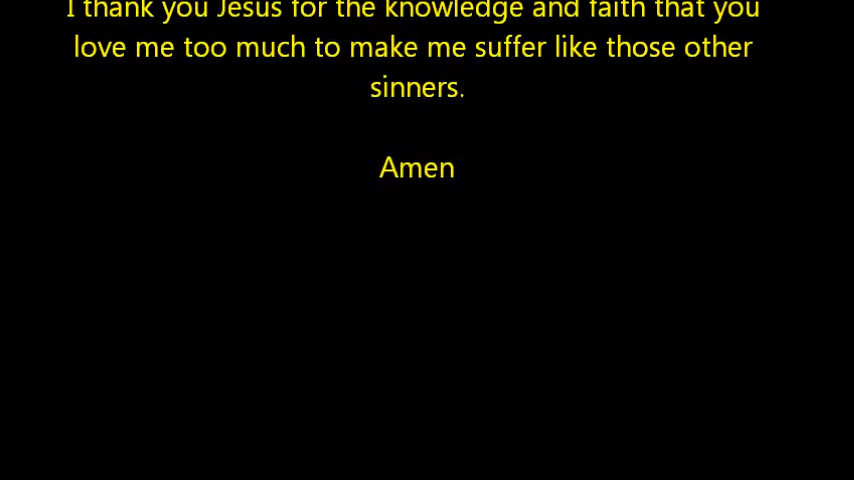 I thank you Jesus for the knowledge and faith that you
love me too much to make me suffer like those other
sinners.
Amen